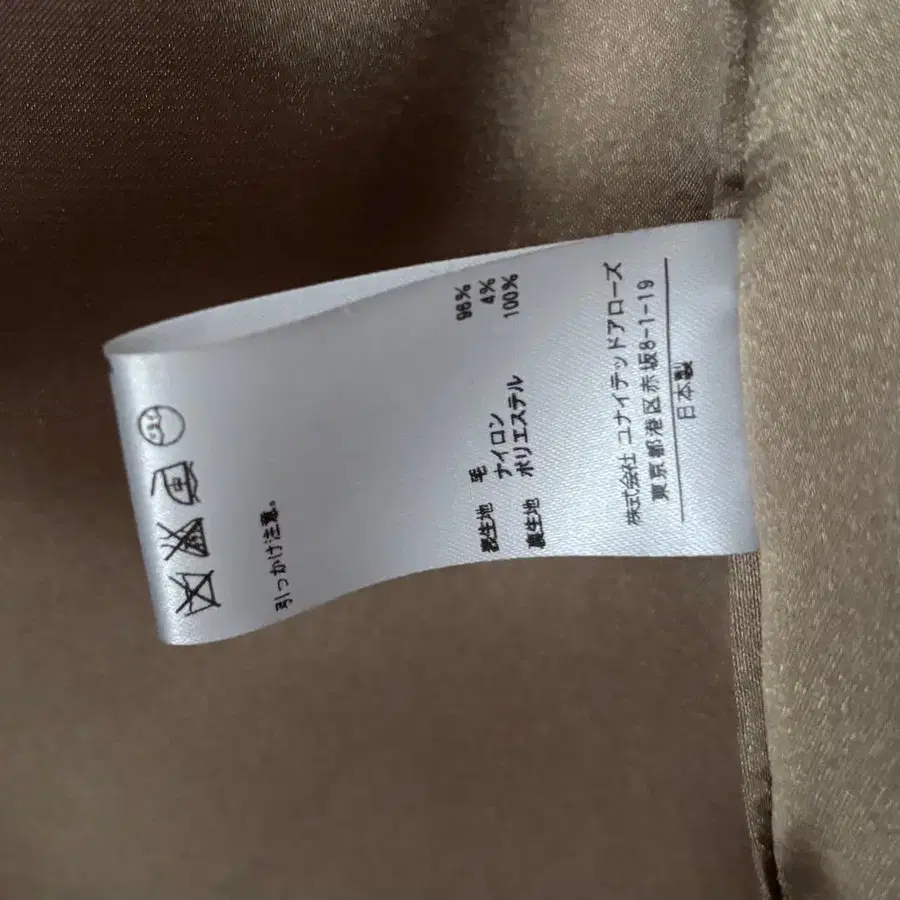 中
引っかけ注意。
表生地 毛 96%
ナイロン 4%
裏生地 ポリエステル 100%
株式会社 ユナイテッドアローズ
東京都港区赤坂8-1-19
日本製